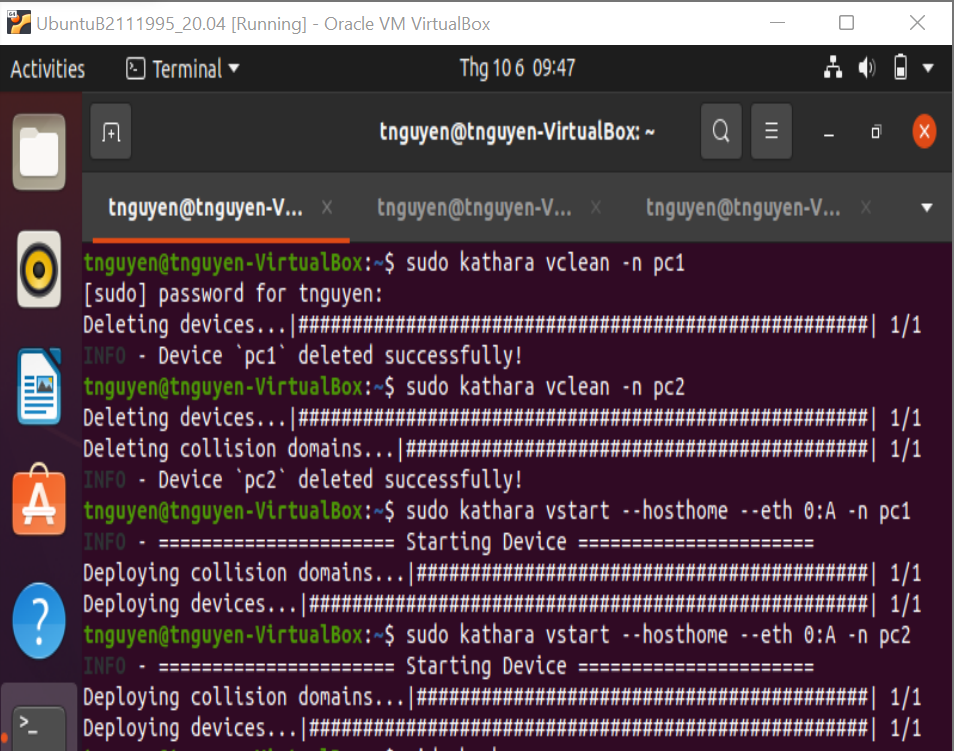 UbuntuB2111995_20.04 [Running] - Oracle VM VirtualBox
Activities Terminal Thg 10 6 09:47
tnguyen@tnguyen-VirtualBox: ~
tnguyen@tnguyen-V... × tnguyen@tnguyen-V... × tnguyen@tnguyen-V... ×
tnguyen@tnguyen-VirtualBox:~$ sudo kathara vclean -n pc1
[sudo] password for tnguyen:
Deleting devices...|#####################################################| 1/1
INFO - Device `pc1` deleted successfully!
tnguyen@tnguyen-VirtualBox:~$ sudo kathara vclean -n pc2
Deleting devices...|#####################################################| 1/1
Deleting collision domains...|###########################################| 1/1
INFO - Device `pc2` deleted successfully!
tnguyen@tnguyen-VirtualBox:~$ sudo kathara vstart --hosthome --eth 0:A -n pc1
INFO - ====================== Starting Device ======================
Deploying collision domains...|##########################################| 1/1
Deploying devices...|####################################################| 1/1
tnguyen@tnguyen-VirtualBox:~$ sudo kathara vstart --hosthome --eth 0:A -n pc2
INFO - ====================== Starting Device ======================
Deploying collision domains...|##########################################| 1/1
Deploying devices...|####################################################| 1/1